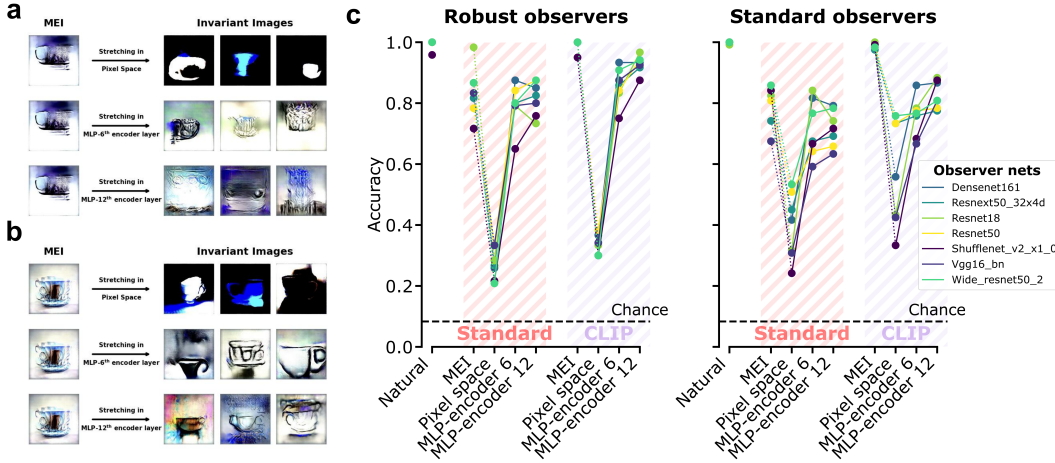 a
MEI
Invariant Images
Stretching in
Pixel Space
Stretching in
MLP-6th encoder layer
Stretching in
MLP-12th encoder layer
b
MEI
Invariant Images
Stretching in
Pixel Space
Stretching in
MLP-6th encoder layer
Stretching in
MLP-12th encoder layer
c
Robust observers
Standard observers
Accuracy
1.0
0.8
0.6
0.4
0.2
0.0
Chance
Standard
CLIP
Natural
MEI
Pixel space
MLP-encoder 6
MLP-encoder 12
MEI
Pixel space
MLP-encoder 6
MLP-encoder 12
Chance
Standard
CLIP
Natural
MEI
Pixel space
MLP-encoder 6
MLP-encoder 12
MEI
Pixel space
MLP-encoder 6
MLP-encoder 12
Observer nets
Densenet161
Resnext50_32x4d
Resnet18
Resnet50
Shufflenet_v2_x1_0
Vgg16_bn
Wide_resnet50_2